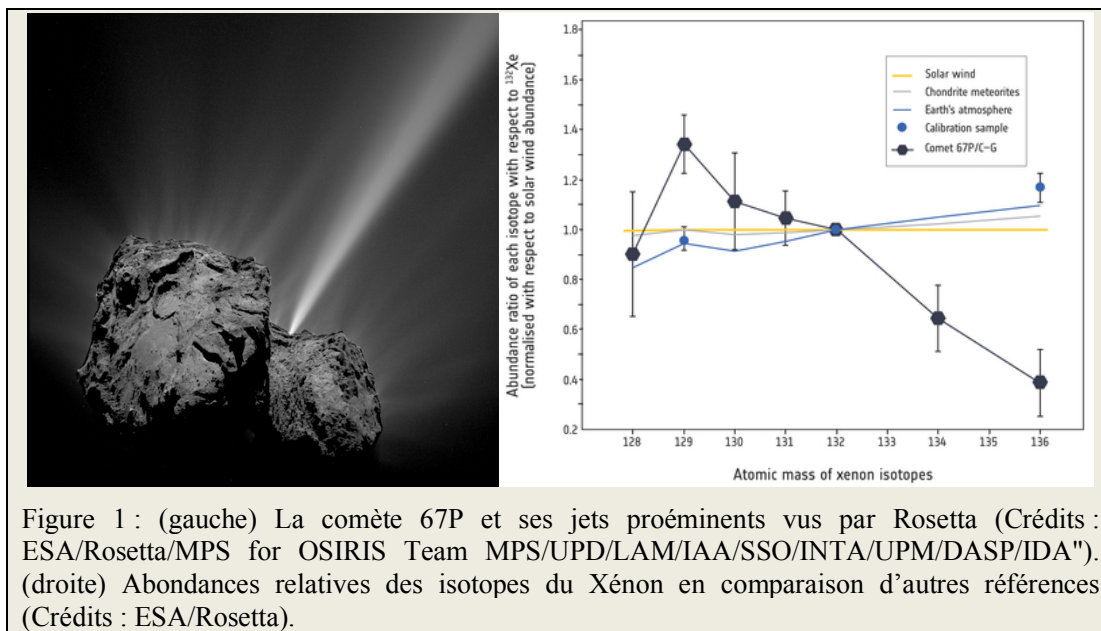 1.8
1.6
1.4
1.2
1.0
0.8
0.6
0.4
0.2
Abundance ratio of each isotope with respect to ¹³²Xe
(normalised with respect to solar wind abundance)
Solar wind
Chondrite meteorites
Earth's atmosphere
Calibration sample
Comet 67P/C–G
128 129 130 131 132 133 134 135 136
Atomic mass of xenon isotopes
Figure 1 : (gauche) La comète 67P et ses jets proéminents vus par Rosetta (Crédits :
ESA/Rosetta/MPS for OSIRIS Team MPS/UPD/LAM/IAA/SSO/INTA/UPM/DASP/IDA").
(droite) Abondances relatives des isotopes du Xénon en comparaison d'autres références
(Crédits : ESA/Rosetta).